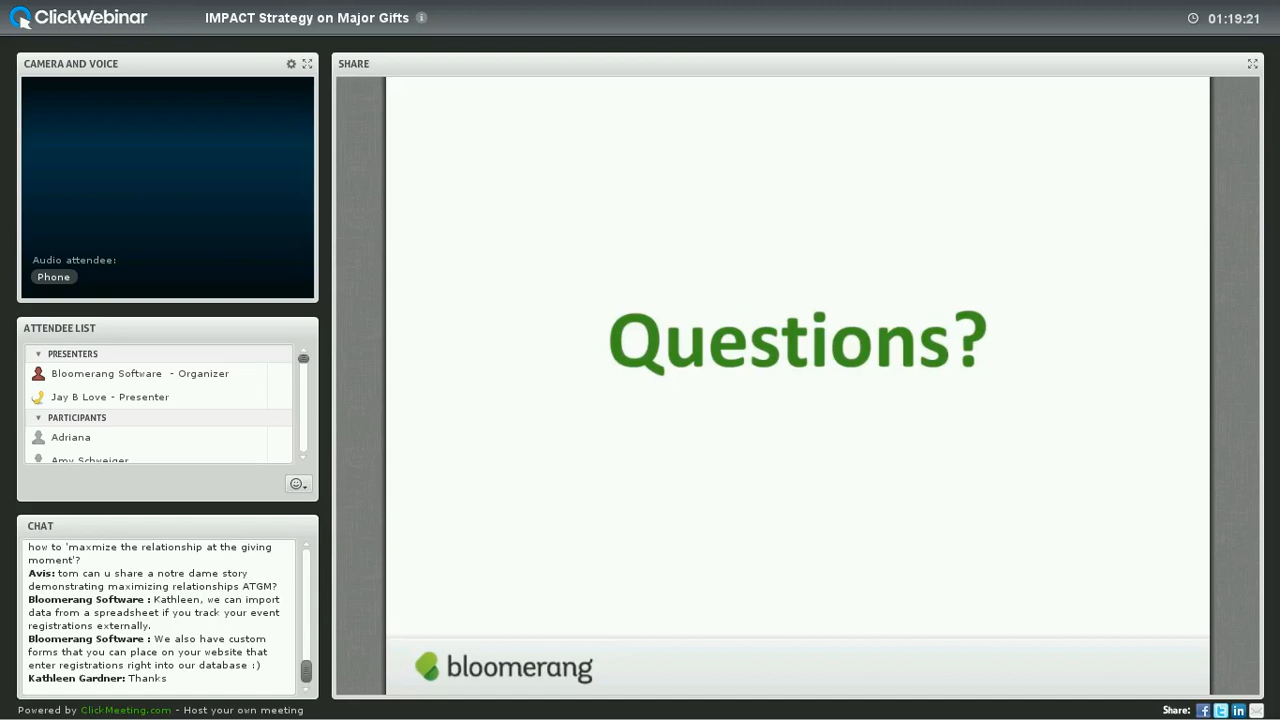 ClickWebinar
IMPACT Strategy on Major Gifts
01:19:21
CAMERA AND VOICE
Audio attendee:
Phone
ATTENDEE LIST
PRESENTERS
Bloomerang Software - Organizer
Jay B Love - Presenter
PARTICIPANTS
Adriana
Amy Schweiger
CHAT
how to 'maxmize the relationship at the giving
moment'?
Avis: tom can u share a notre dame story
demonstrating maximizing relationships ATGM?
Bloomerang Software : Kathleen, we can import
data from a spreadsheet if you track your event
registrations externally.
Bloomerang Software : We also have custom
forms that you can place on your website that
enter registrations right into our database :)
Kathleen Gardner: Thanks
SHARE
Questions?
bloomerang
Powered by ClickMeeting.com - Host your own meeting
Share: